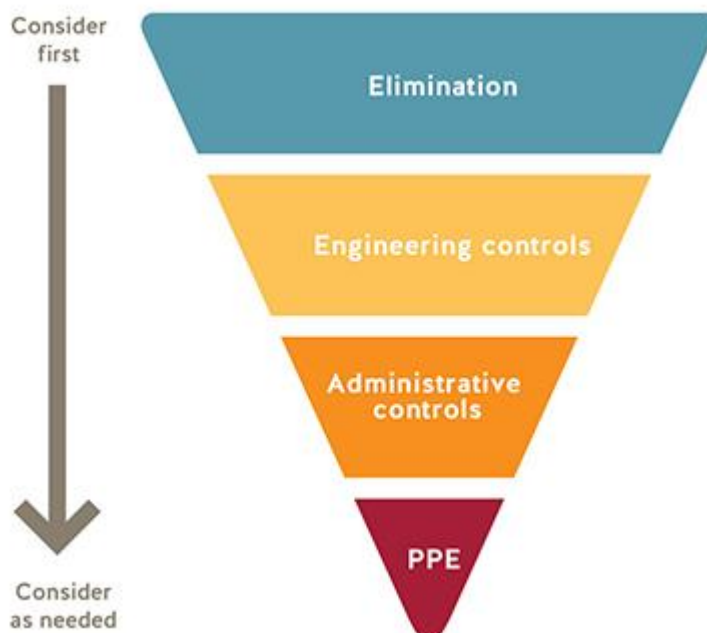 Consider
first
Elimination
Engineering controls
Administrative
controls
PPE
Consider
as needed